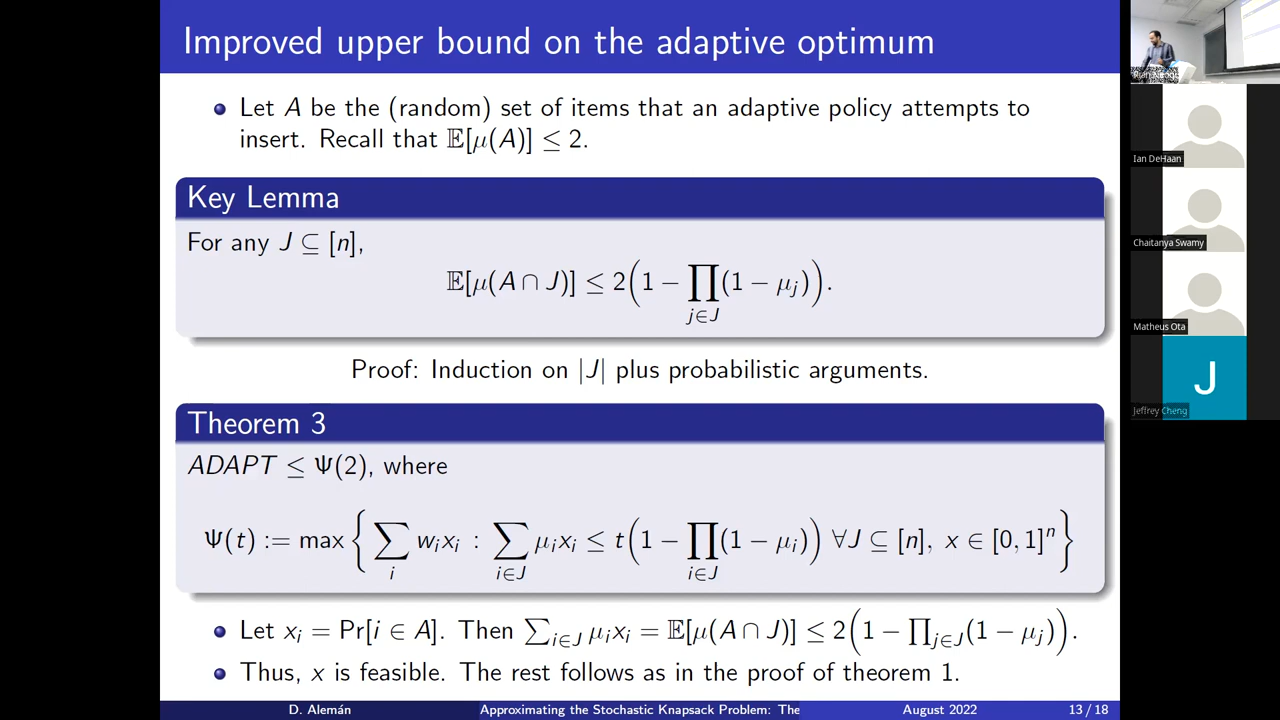 Improved upper bound on the adaptive optimum
Let A be the (random) set of items that an adaptive policy attempts to
insert. Recall that 𝔼[μ(A)] ≤ 2.
Key Lemma
For any J ⊆ [n],
𝔼[μ(A ∩ J)] ≤ 2(1 − ∏_{j∈J}(1 − μ_j)).
Proof: Induction on |J| plus probabilistic arguments.
Theorem 3
ADAPT ≤ Ψ(2), where
Ψ(t) := max { ∑_i w_i x_i : ∑_{i∈J} μ_i x_i ≤ t(1 − ∏_{i∈J}(1 − μ_i)) ∀J ⊆ [n], x ∈ [0, 1]^n }
Let x_i = Pr[i ∈ A]. Then ∑_{i∈J} μ_i x_i = 𝔼[μ(A ∩ J)] ≤ 2(1 − ∏_{j∈J}(1 − μ_j)).
Thus, x is feasible. The rest follows as in the proof of theorem 1.
D. Alemán
Approximating the Stochastic Knapsack Problem: The
August 2022
13 / 18
Ian DeHaan
Chaitanya Swamy
Matheus Ota
J
Jeffrey Cheng